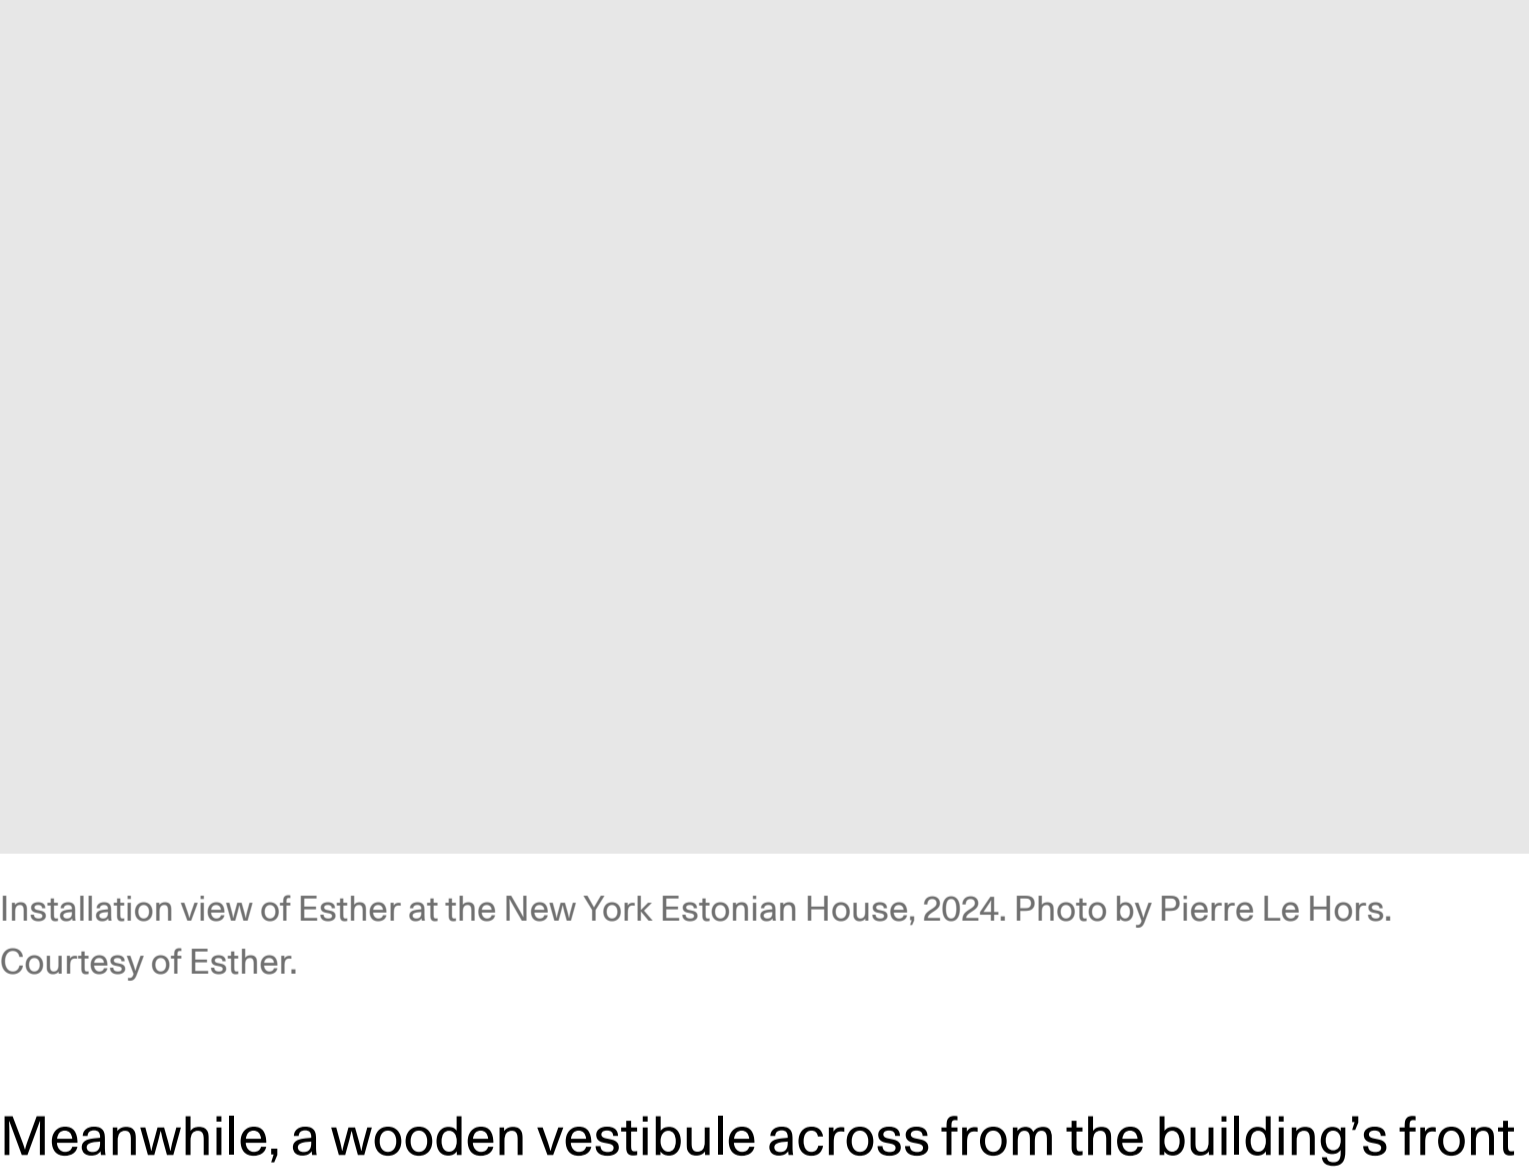 Installation view of Esther at the New York Estonian House, 2024. Photo by Pierre Le Hors.
Courtesy of Esther.
Meanwhile, a wooden vestibule across from the building’s front